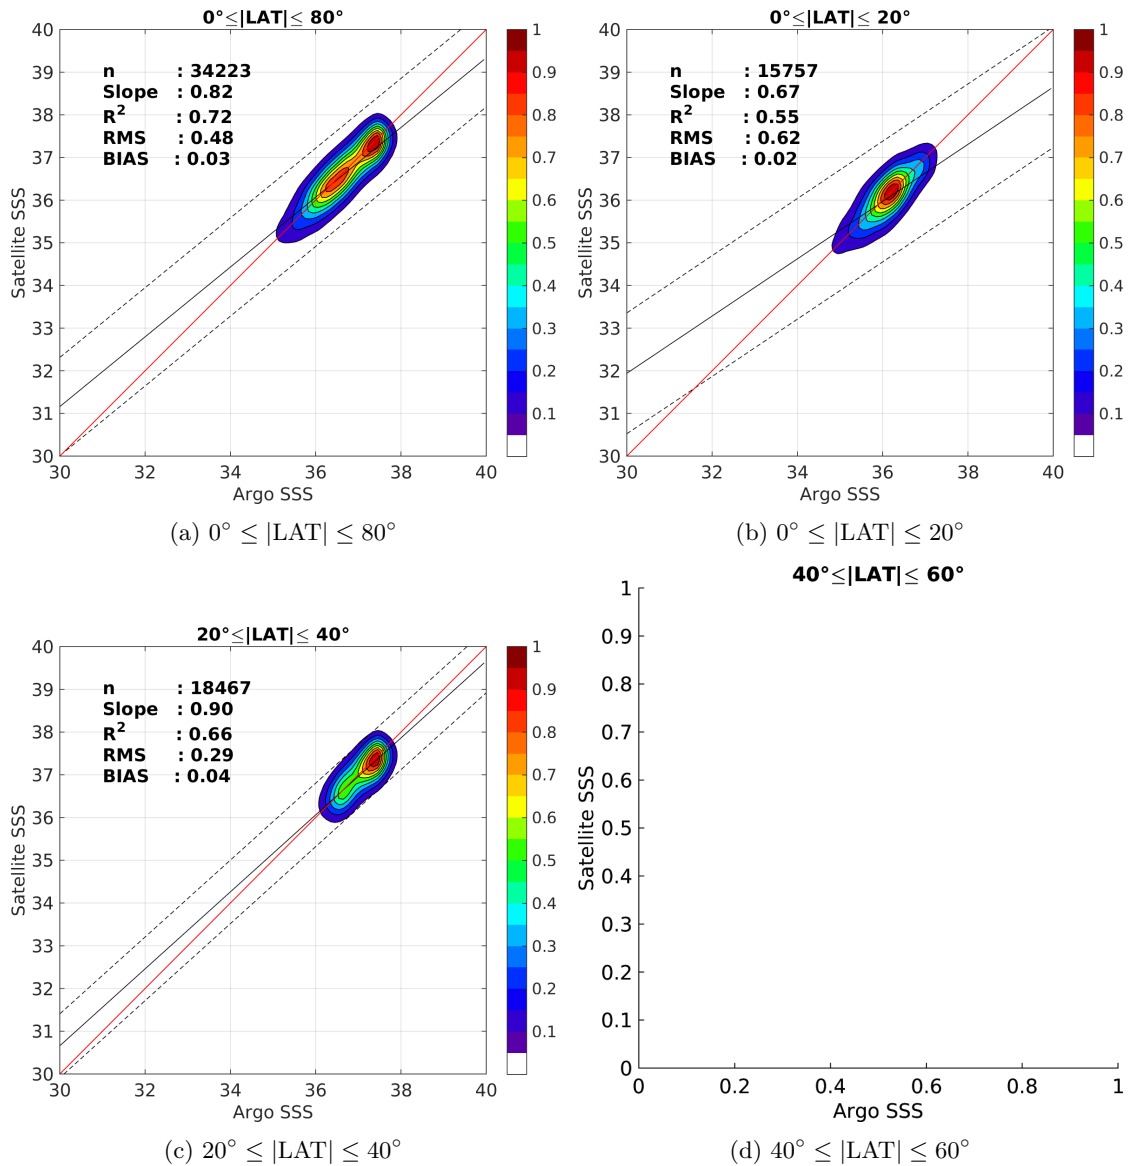 0°≤|LAT|≤ 80°
n : 34223
Slope : 0.82
R² : 0.72
RMS : 0.48
BIAS : 0.03
40
39
38
37
36
35
34
33
32
31
30
Satellite SSS
30 32 34 36 38 40
Argo SSS
1
0.9
0.8
0.7
0.6
0.5
0.4
0.3
0.2
0.1
(a) 0° ≤ |LAT| ≤ 80°
0°≤|LAT|≤ 20°
n : 15757
Slope : 0.67
R² : 0.55
RMS : 0.62
BIAS : 0.02
40
39
38
37
36
35
34
33
32
31
30
Satellite SSS
30 32 34 36 38 40
Argo SSS
1
0.9
0.8
0.7
0.6
0.5
0.4
0.3
0.2
0.1
(b) 0° ≤ |LAT| ≤ 20°
20°≤|LAT|≤ 40°
n : 18467
Slope : 0.90
R² : 0.66
RMS : 0.29
BIAS : 0.04
40
39
38
37
36
35
34
33
32
31
30
Satellite SSS
30 32 34 36 38 40
Argo SSS
1
0.9
0.8
0.7
0.6
0.5
0.4
0.3
0.2
0.1
(c) 20° ≤ |LAT| ≤ 40°
40°≤|LAT|≤ 60°
1
0.9
0.8
0.7
0.6
0.5
0.4
0.3
0.2
0.1
0
Satellite SSS
0 0.2 0.4 0.6 0.8 1
Argo SSS
(d) 40° ≤ |LAT| ≤ 60°